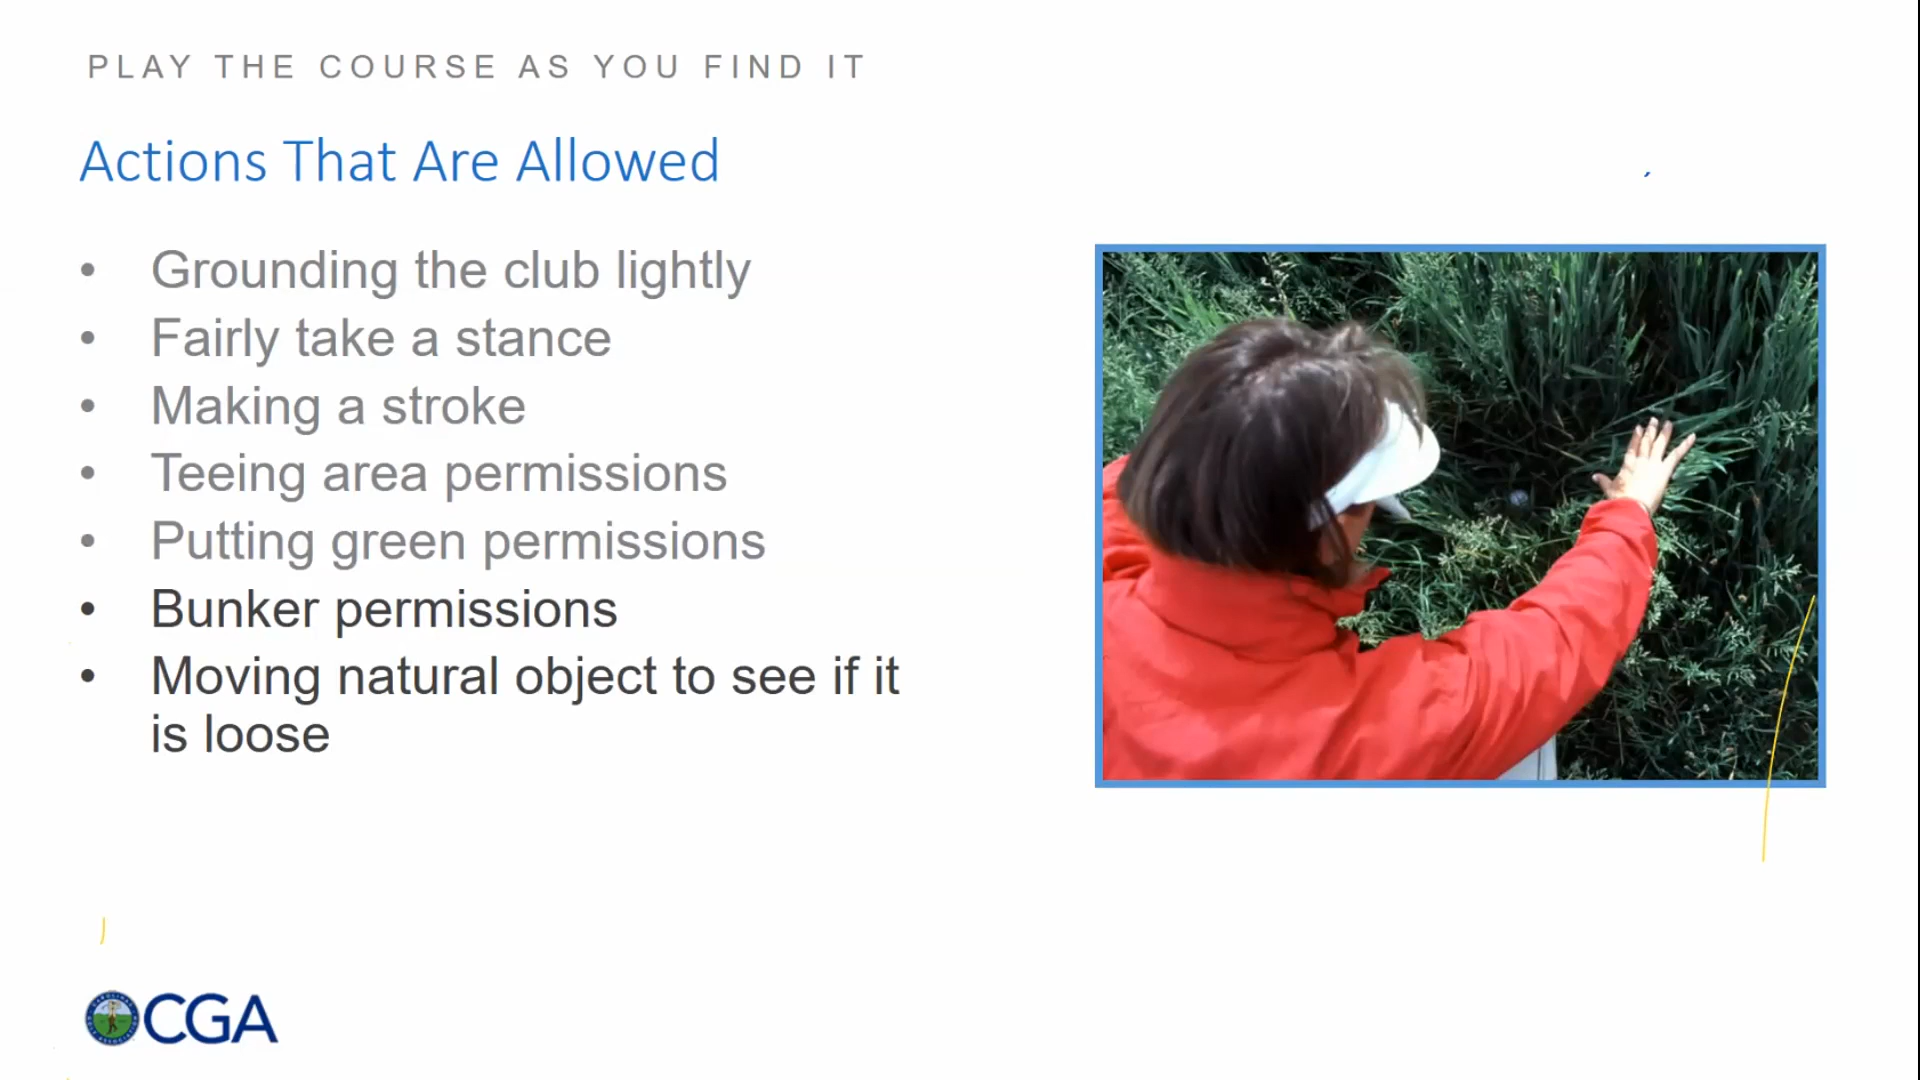 PLAY THE COURSE AS YOU FIND IT
Actions That Are Allowed
• Grounding the club lightly
• Fairly take a stance
• Making a stroke
• Teeing area permissions
• Putting green permissions
• Bunker permissions
• Moving natural object to see if it
is loose
CGA